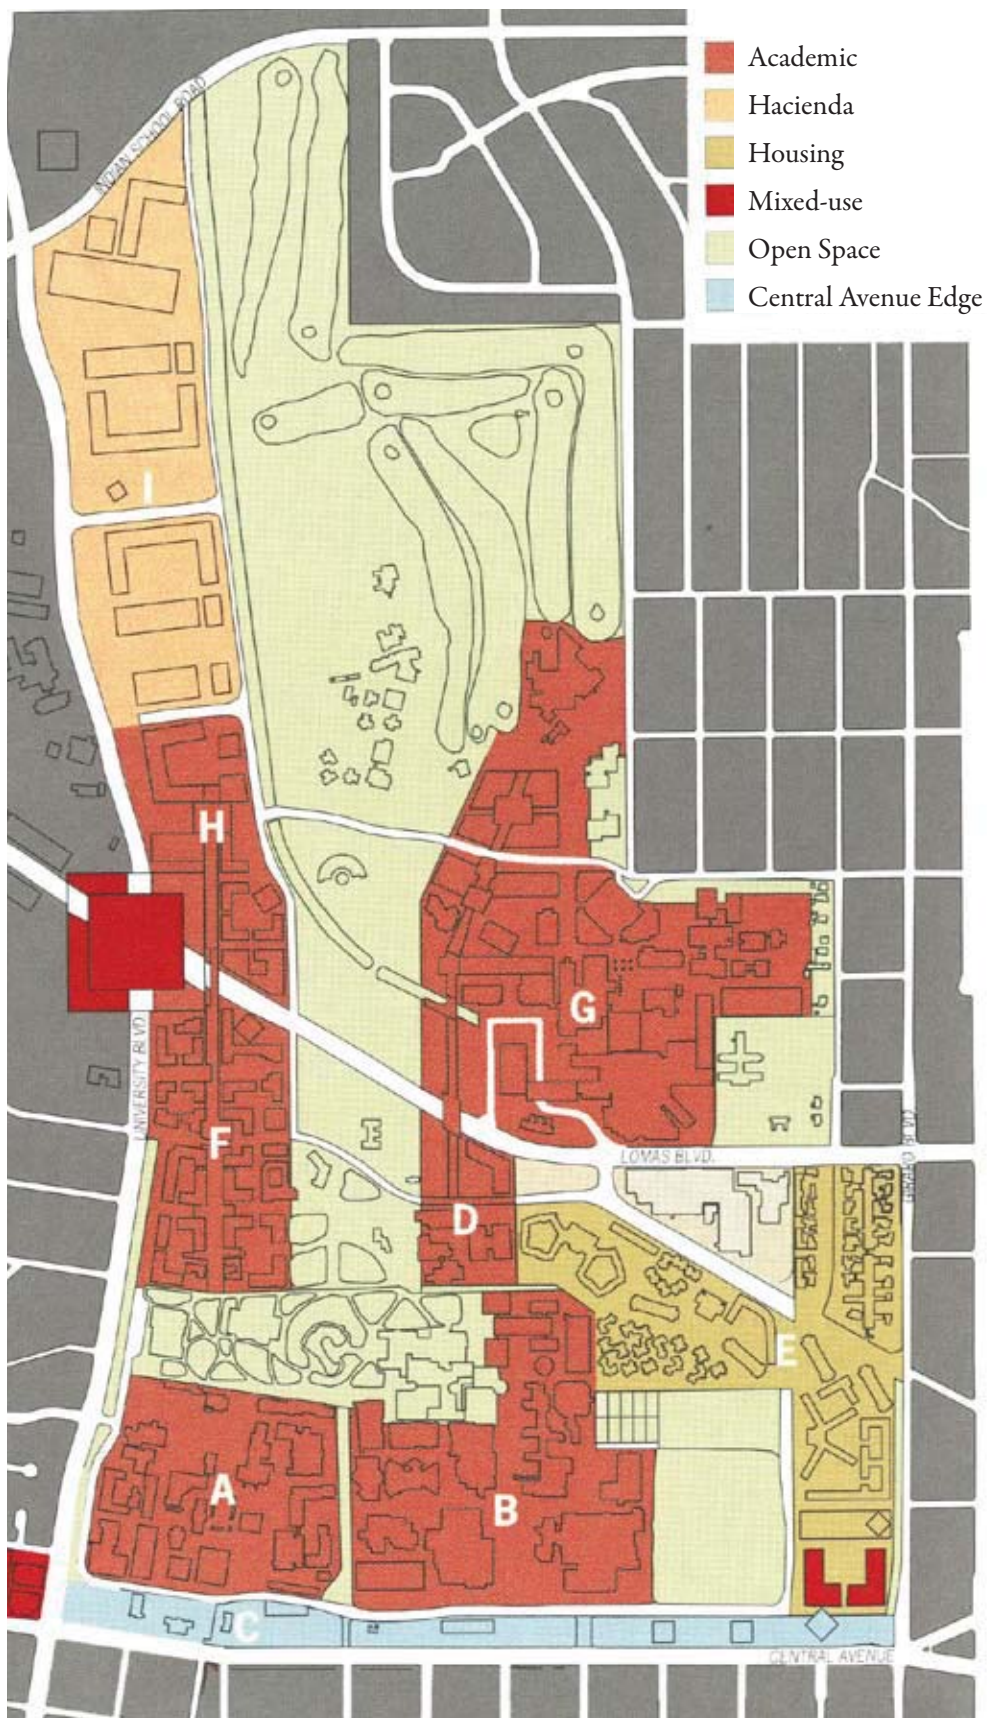 Academic
Hacienda
Housing
Mixed-use
Open Space
Central Avenue Edge
INDIAN SCHOOL ROAD
I
H
G
UNIVERSITY BLVD.
F
LOMAS BLVD.
D
E
A
B
C
CENTRAL AVENUE